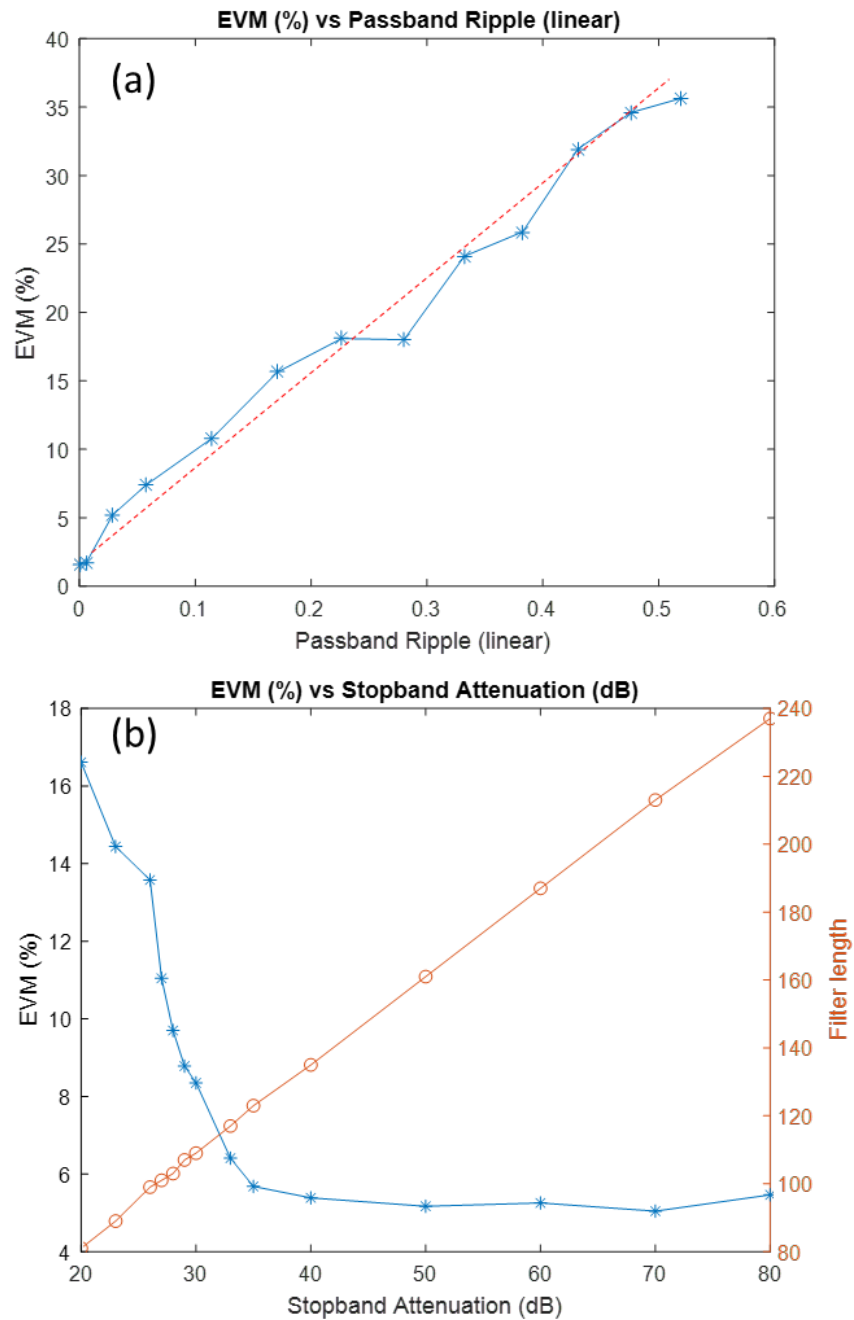 EVM (%) vs Passband Ripple (linear)
(a)
40
35
30
25
20
15
10
5
0
EVM (%)
0 0.1 0.2 0.3 0.4 0.5 0.6
Passband Ripple (linear)
EVM (%) vs Stopband Attenuation (dB)
(b)
18
16
14
12
10
8
6
4
EVM (%)
240
220
200
180
160
140
120
100
80
Filter length
20 30 40 50 60 70 80
Stopband Attenuation (dB)